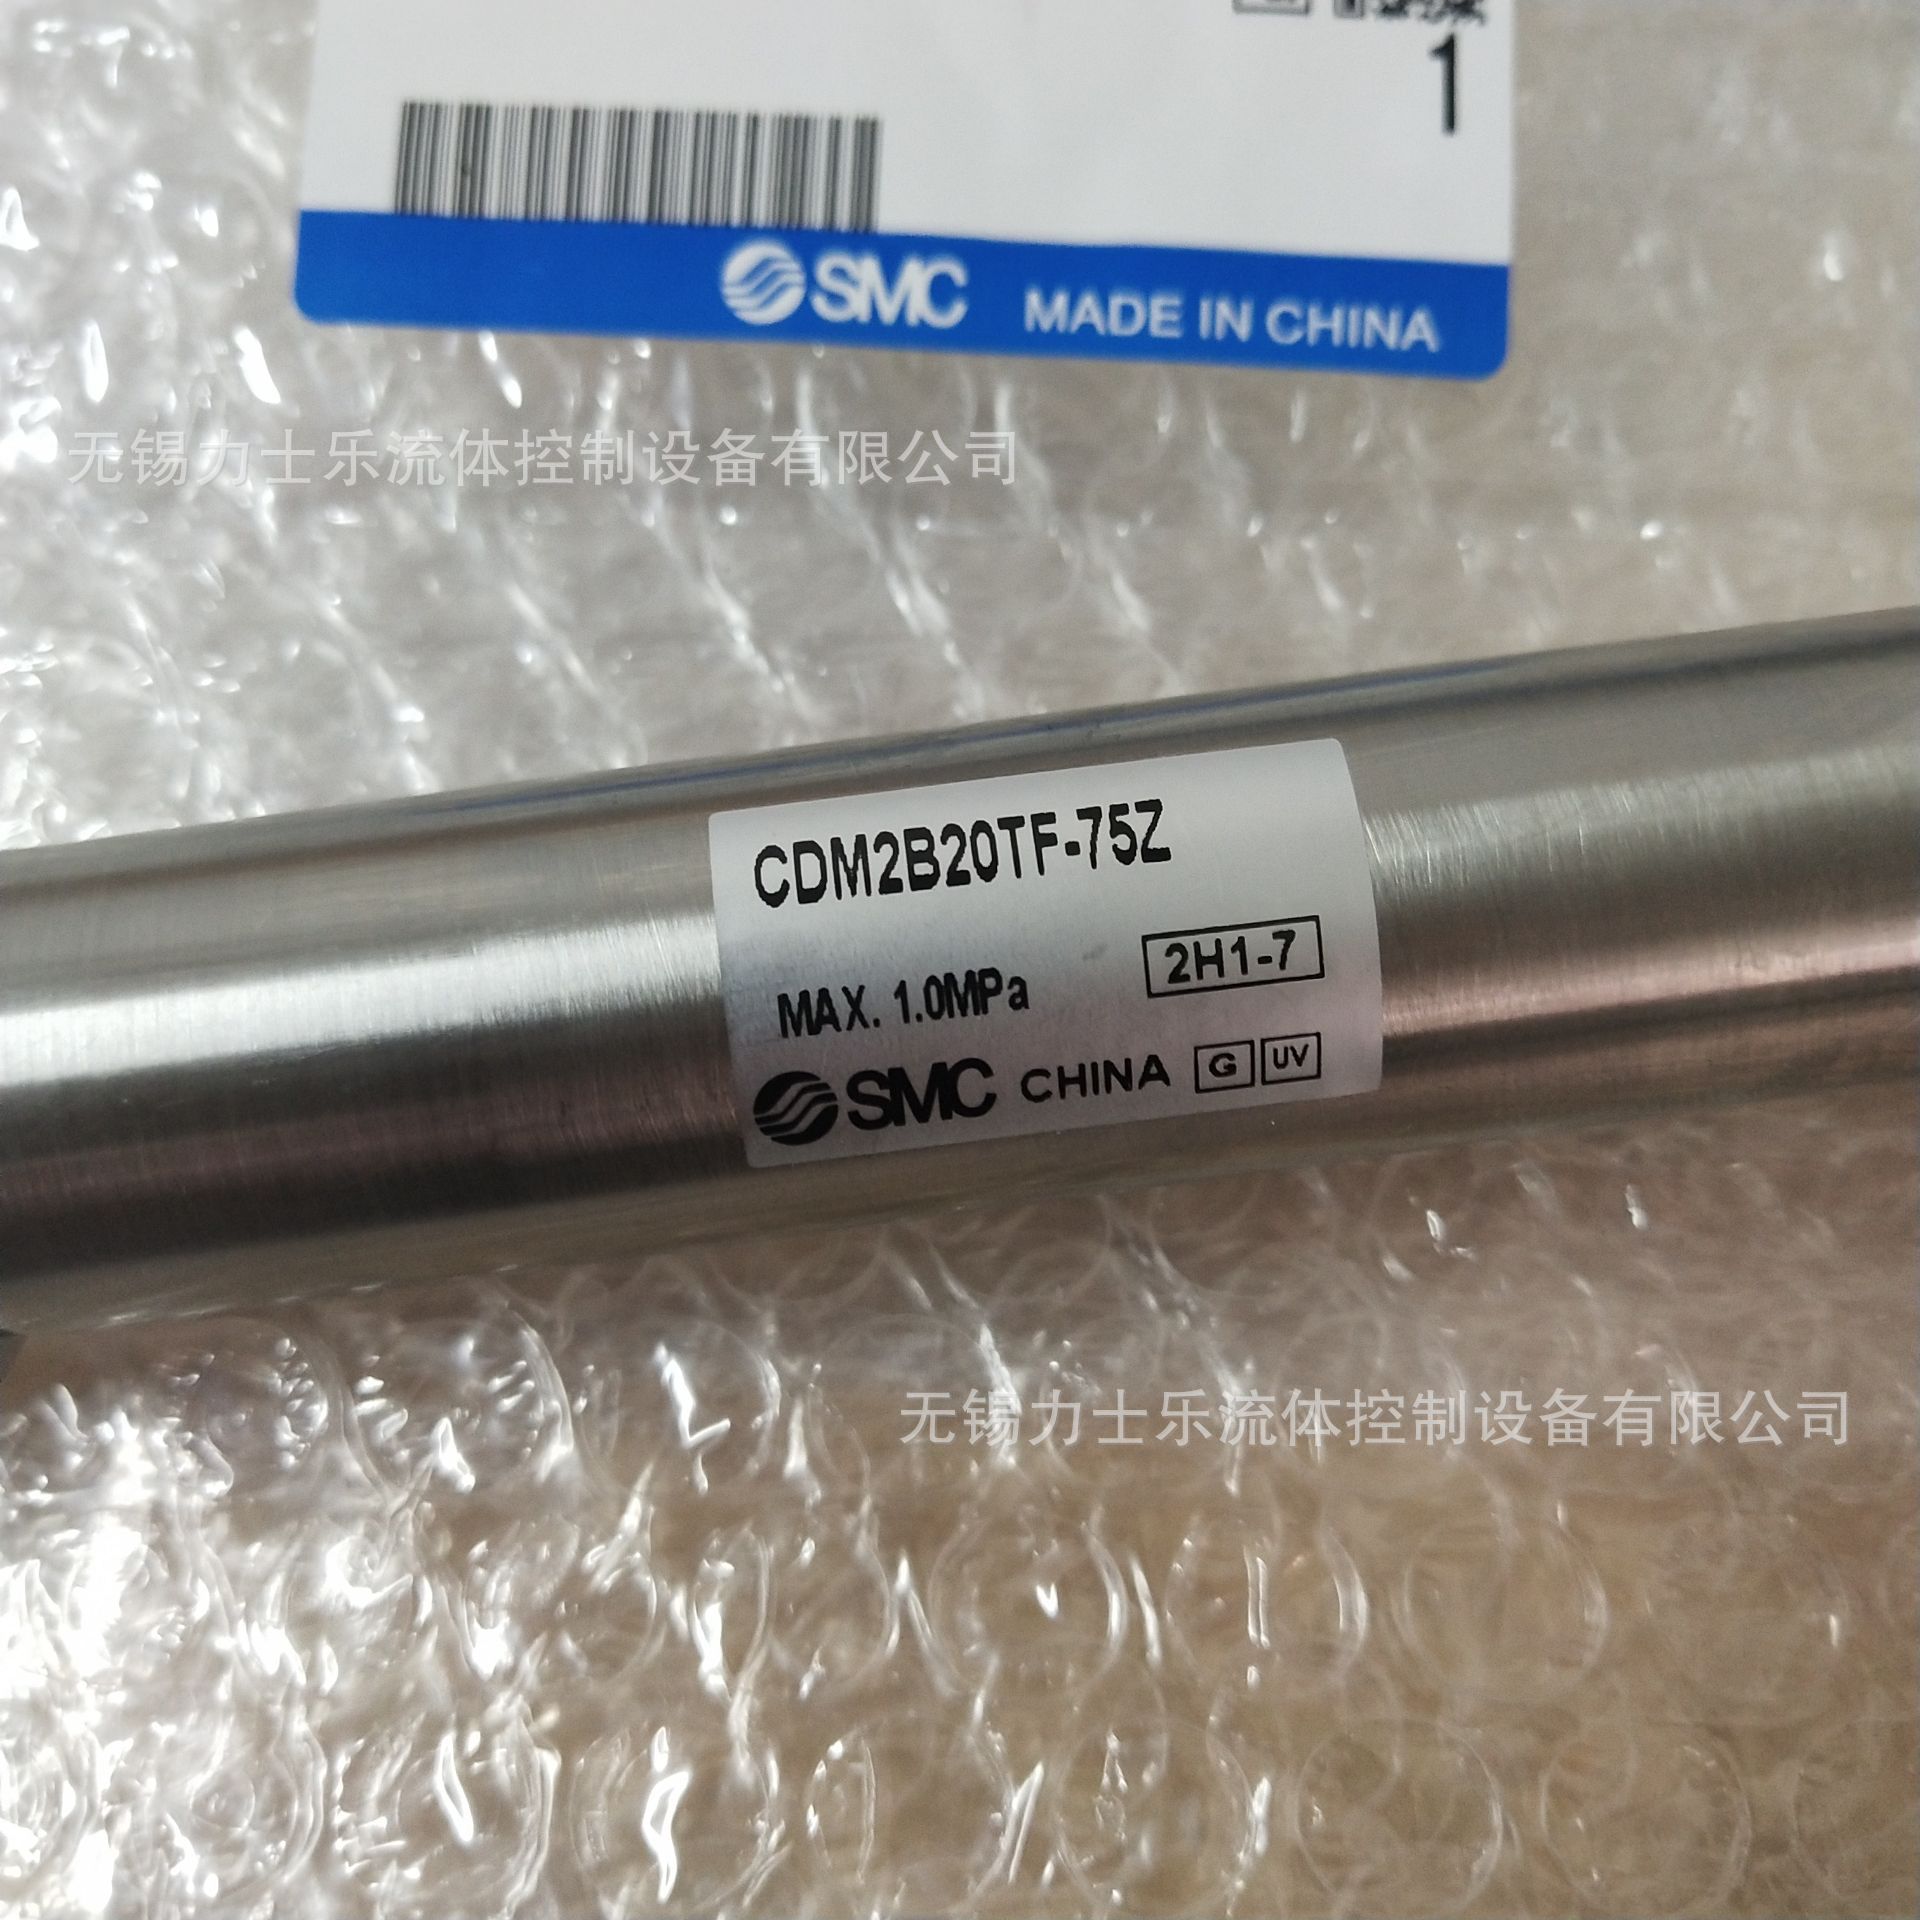 1
SMC MADE IN CHINA
无锡力士乐流体控制设备有限公司
CDM2B20TF-75Z
MAX. 1.0MPa 2H1-7
SMC CHINA G UV
无锡力士乐流体控制设备有限公司